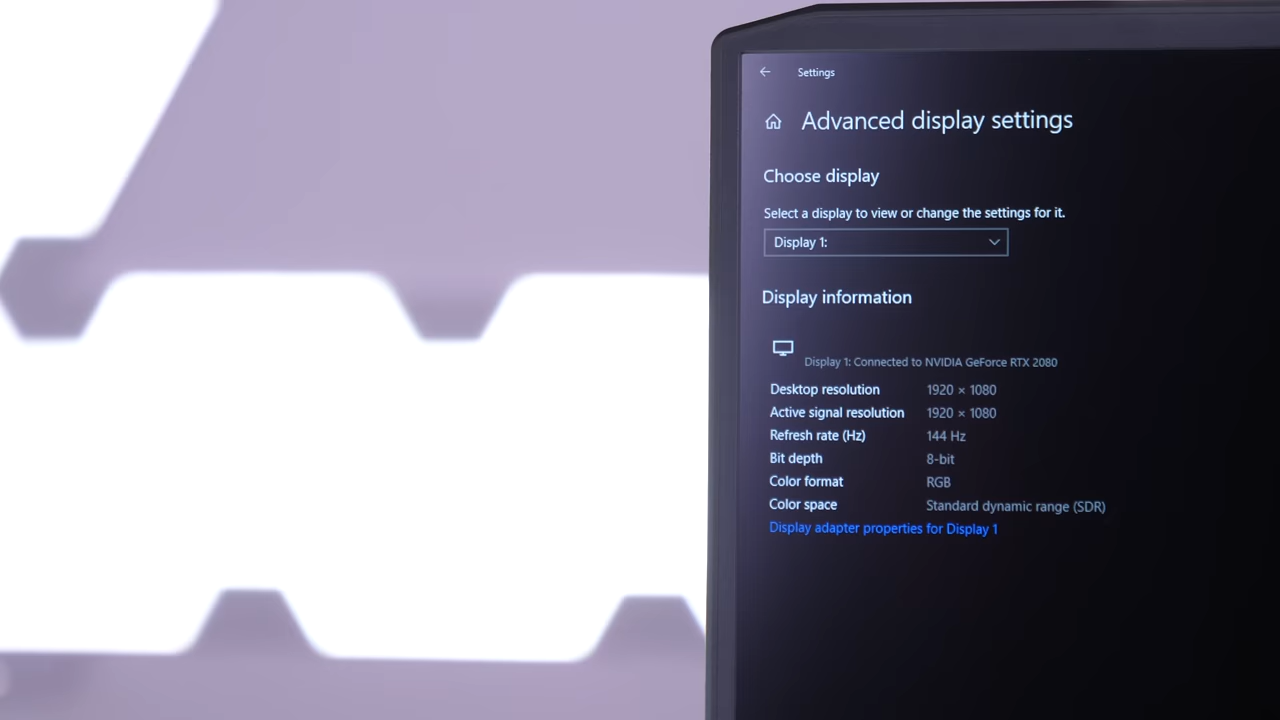 Settings
Advanced display settings
Choose display
Select a display to view or change the settings for it.
Display 1:
Display information
Display 1: Connected to NVIDIA GeForce RTX 2080
Desktop resolution 1920 × 1080
Active signal resolution 1920 × 1080
Refresh rate (Hz) 144 Hz
Bit depth 8-bit
Color format RGB
Color space Standard dynamic range (SDR)
Display adapter properties for Display 1